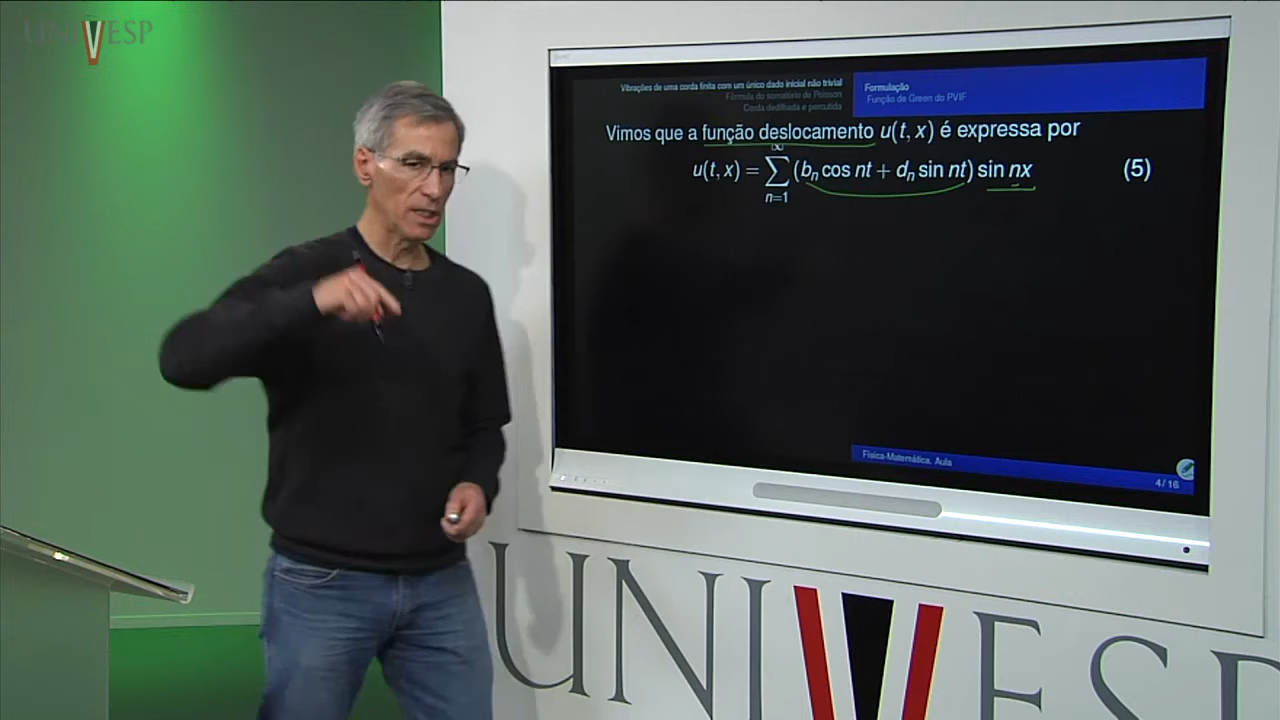 UNIVESP
Vibrações de uma corda finita com um único dado inicial não trivial
Fórmula do somatório de Poisson
Corda dedilhada e percutida
Formulação
Função de Green do PVIF
Vimos que a função deslocamento u(t, x) é expressa por
u(t, x) = ∑_{n=1}^{∞} (b_n cos nt + d_n sin nt) sin nx (5)
Física-Matemática. Aula
4/16
UNIVESP